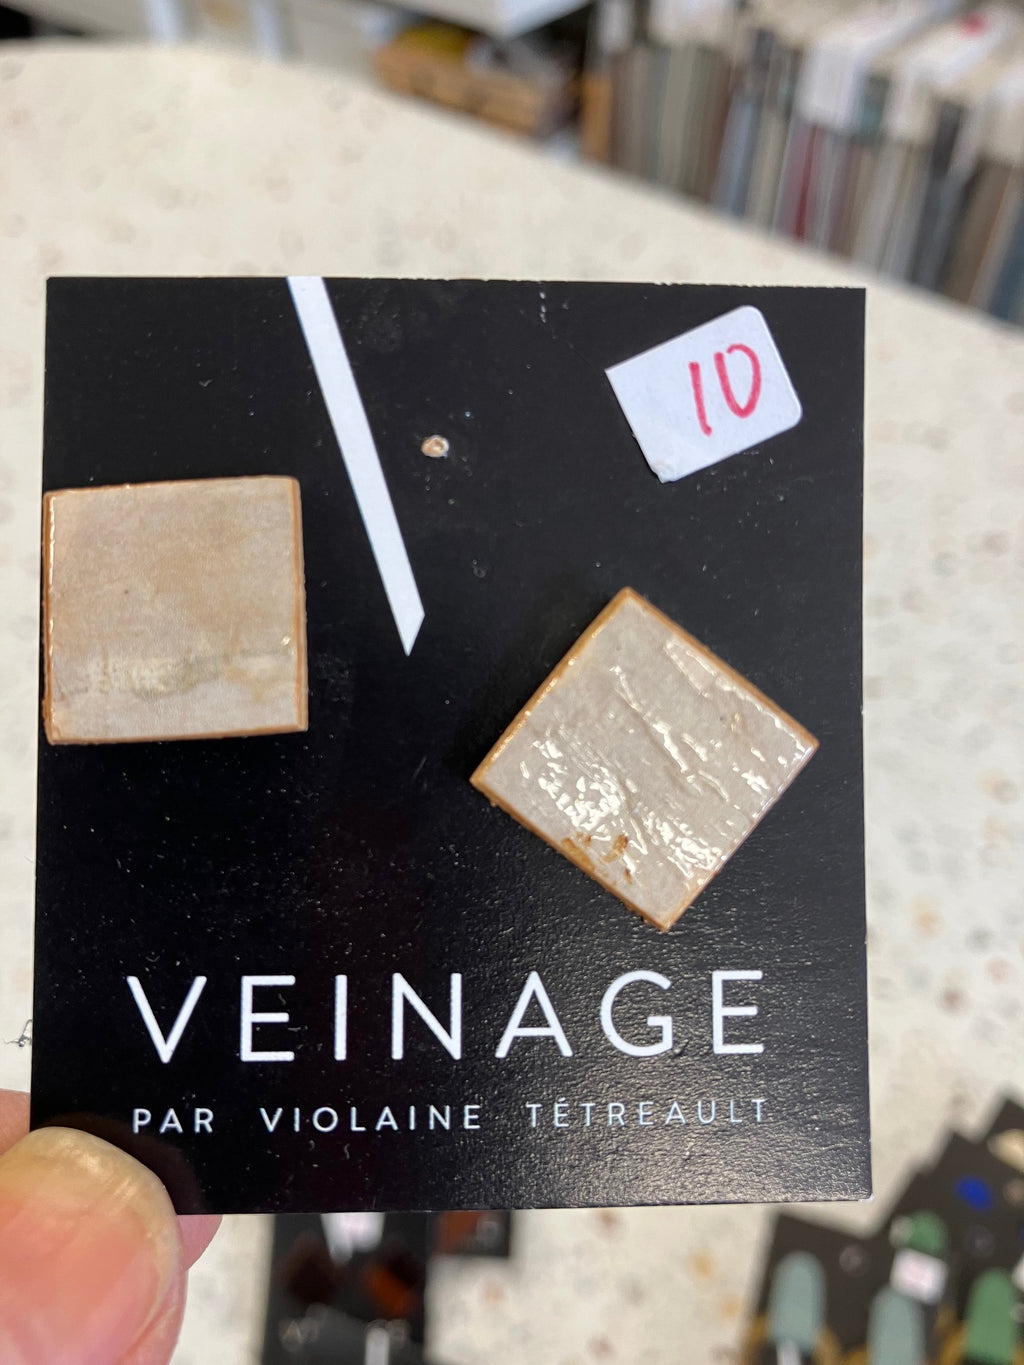 10
VEINAGE
PAR VIOLAINE TÉTREAULT